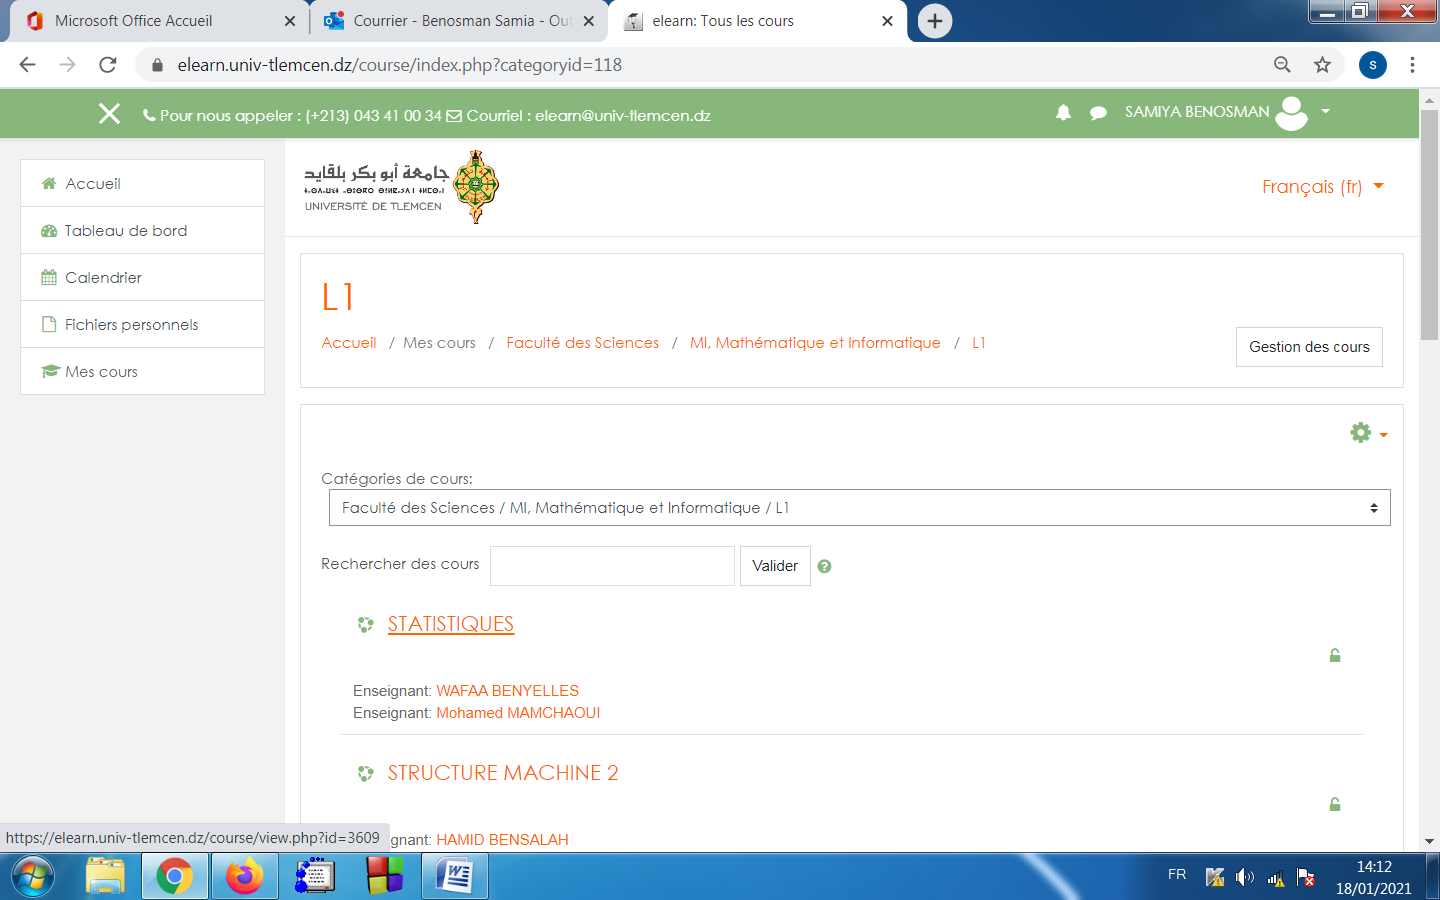 Microsoft Office Accueil
Courrier - Benosman Samia - Out
elearn: Tous les cours
elearn.univ-tlemcen.dz/course/index.php?categoryid=118
s
Pour nous appeler : (+213) 043 41 00 34 Courriel : elearn@univ-tlemcen.dz
SAMIYA BENOSMAN
Accueil
Tableau de bord
Calendrier
Fichiers personnels
Mes cours
جامعة أبو بكر بلقايد
UNIVERSITÉ DE TLEMCEN
Français (fr)
L1
Accueil / Mes cours / Faculté des Sciences / MI, Mathématique et Informatique / L1
Gestion des cours
Catégories de cours:
Faculté des Sciences / MI, Mathématique et Informatique / L1
Rechercher des cours
Valider
STATISTIQUES
Enseignant: WAFAA BENYELLES
Enseignant: Mohamed MAMCHAOUI
STRUCTURE MACHINE 2
gnant: HAMID BENSALAH
https://elearn.univ-tlemcen.dz/course/view.php?id=3609
FR
14:12
18/01/2021